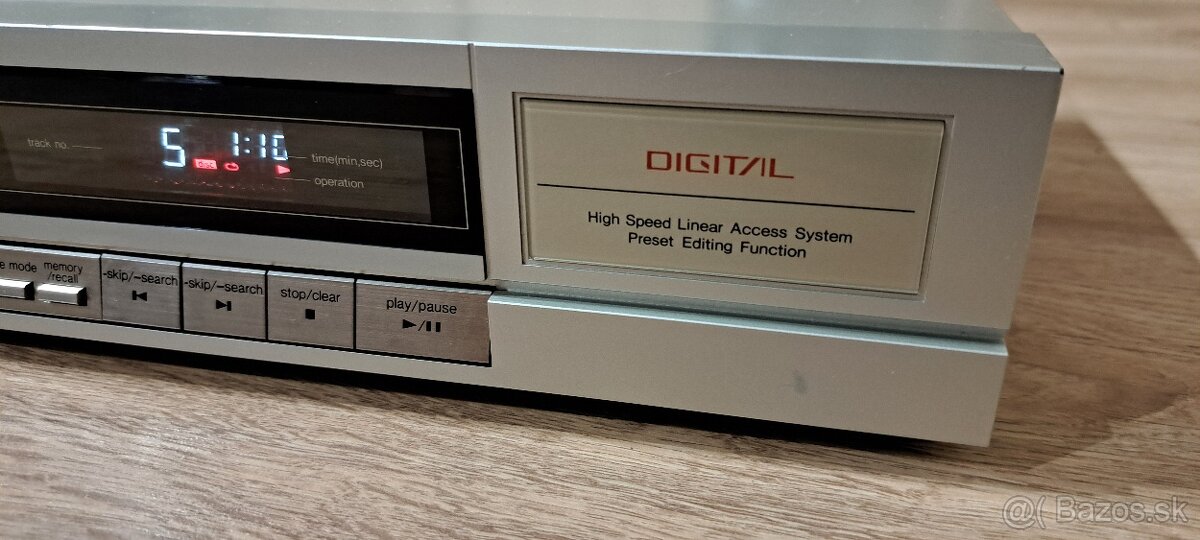 track no.
5 1:10
time(min,sec)
disc
operation
DIGITAL
High Speed Linear Access System
Preset Editing Function
e mode
memory
/recall
-skip/-search
-skip/-search
stop/clear
play/pause
@( Bazos.sk